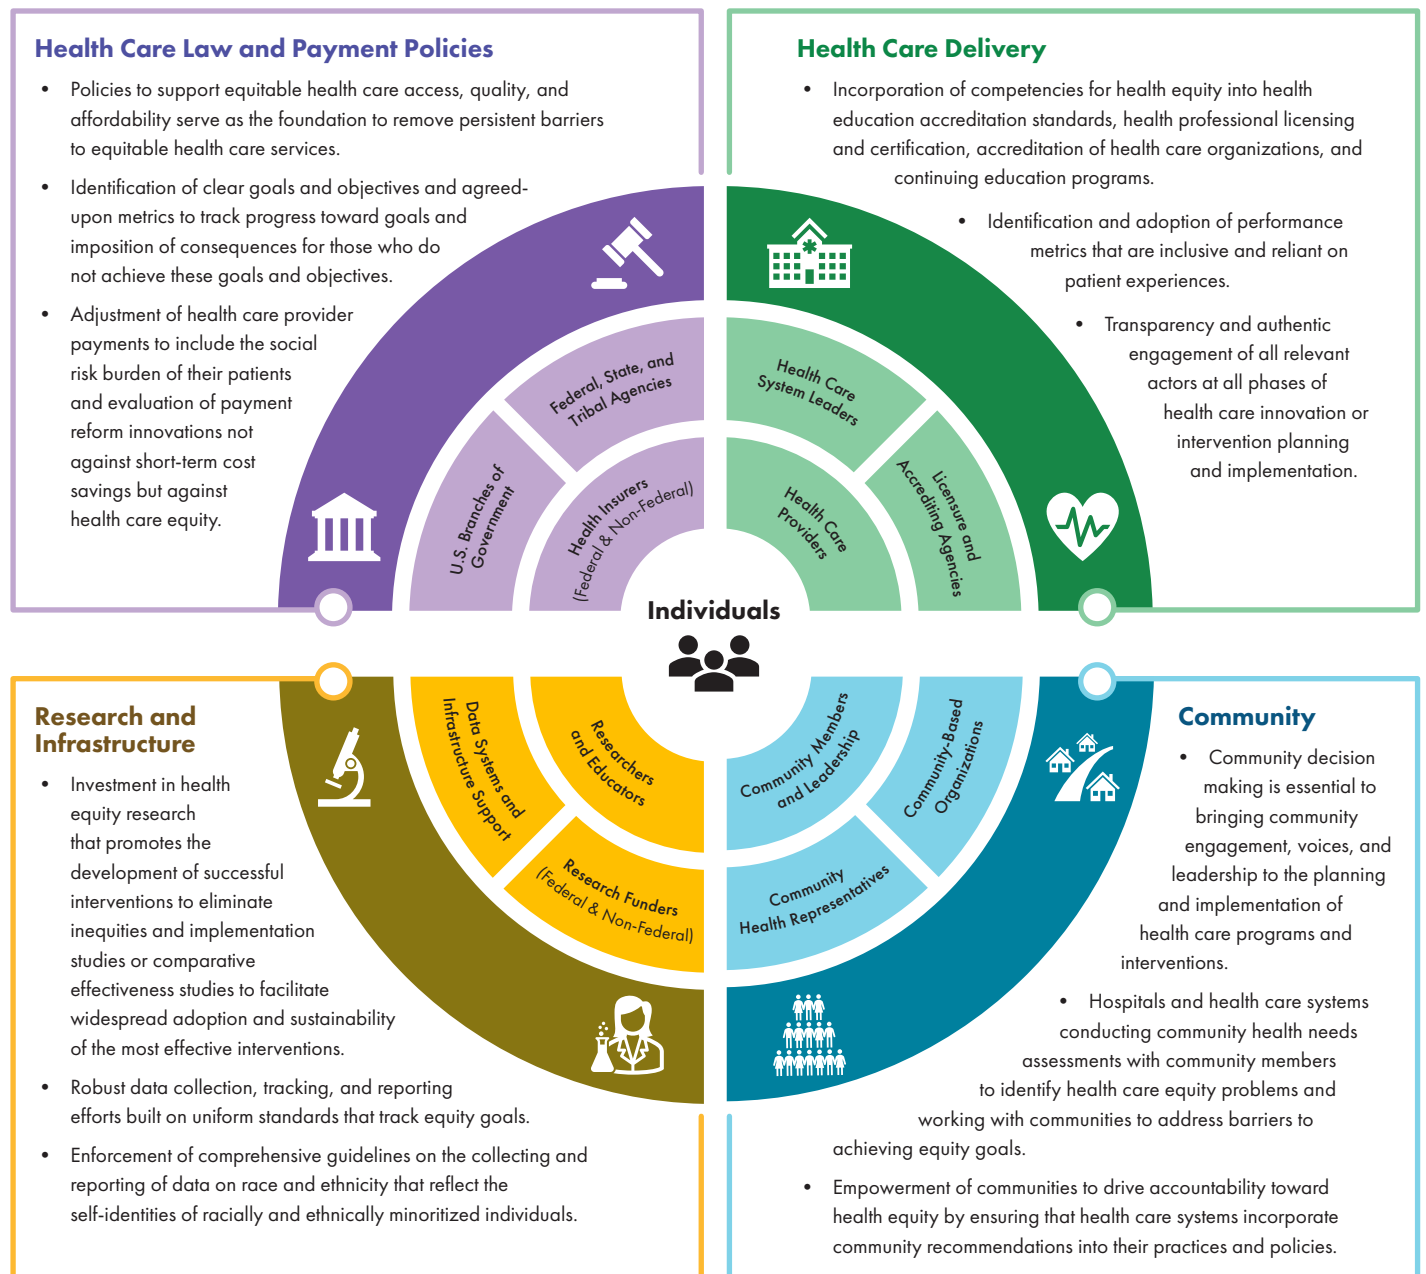 Health Care Law and Payment Policies
• Policies to support equitable health care access, quality, and
affordability serve as the foundation to remove persistent barriers
to equitable health care services.
• Identification of clear goals and objectives and agreed-
upon metrics to track progress toward goals and
imposition of consequences for those who do
not achieve these goals and objectives.
• Adjustment of health care provider
payments to include the social
risk burden of their patients
and evaluation of payment
reform innovations not
against short-term cost
savings but against
health care equity.
Health Care Delivery
• Incorporation of competencies for health equity into health
education accreditation standards, health professional licensing
and certification, accreditation of health care organizations, and
continuing education programs.
• Identification and adoption of performance
metrics that are inclusive and reliant on
patient experiences.
• Transparency and authentic
engagement of all relevant
actors at all phases of
health care innovation or
intervention planning
and implementation.
Federal, State, and
Tribal Agencies
U.S. Branches of
Government
Health Insurers
(Federal & Non-Federal)
Health Care
System Leaders
Licensure and
Accrediting Agencies
Health Care
Providers
Individuals
Data Systems and
Infrastructure Support
Researchers
and Educators
Research Funders
(Federal & Non-Federal)
Community Members
and Leadership
Community-Based
Organizations
Community
Health Representatives
Research and
Infrastructure
• Investment in health
equity research
that promotes the
development of successful
interventions to eliminate
inequities and implementation
studies or comparative
effectiveness studies to facilitate
widespread adoption and sustainability
of the most effective interventions.
• Robust data collection, tracking, and reporting
efforts built on uniform standards that track equity goals.
• Enforcement of comprehensive guidelines on the collecting and
reporting of data on race and ethnicity that reflect the
self-identities of racially and ethnically minoritized individuals.
Community
• Community decision
making is essential to
bringing community
engagement, voices, and
leadership to the planning
and implementation of
health care programs and
interventions.
• Hospitals and health care systems
conducting community health needs
assessments with community members
to identify health care equity problems and
working with communities to address barriers to
achieving equity goals.
• Empowerment of communities to drive accountability toward
health equity by ensuring that health care systems incorporate
community recommendations into their practices and policies.